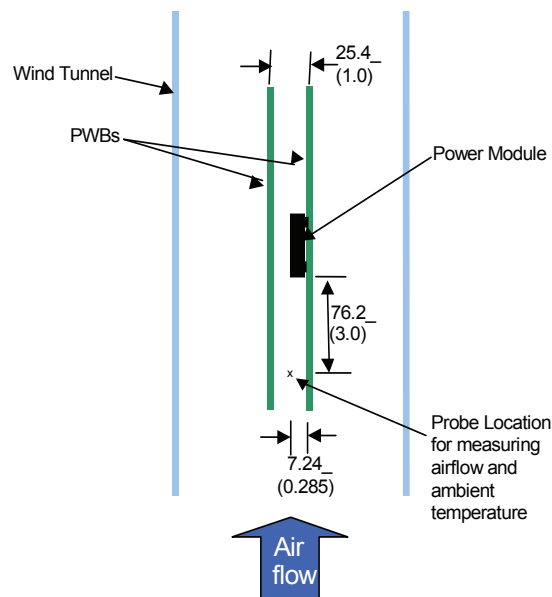 25.4_
(1.0)
Wind Tunnel
PWBs
Power Module
76.2_
(3.0)
x
Probe Location
for measuring
airflow and
ambient
temperature
7.24_
(0.285)
Air
flow